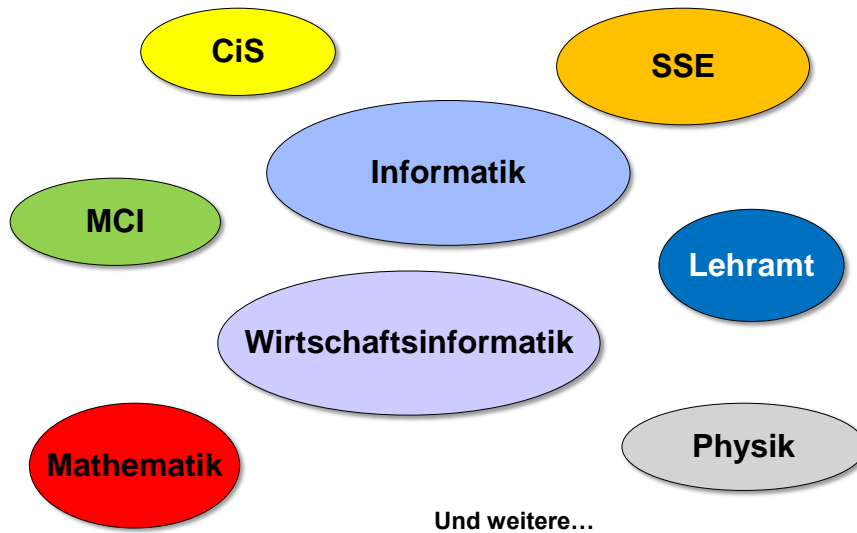 CiS
SSE
Informatik
MCI
Lehramt
Wirtschaftsinformatik
Mathematik
Physik
Und weitere…